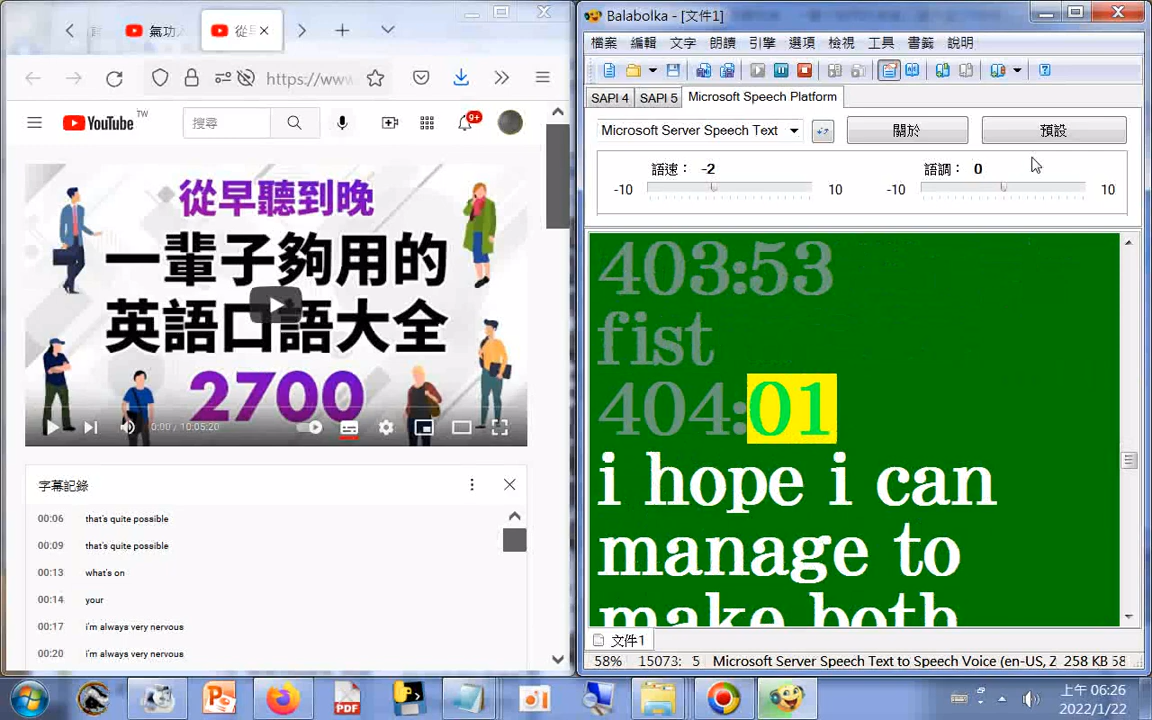 氣功
從
https://www
YouTube TW
搜尋
9+
從早聽到晚
一輩子夠用的
英語口語大全
2700
0:00 / 10:05:20
字幕記錄
00:06 that's quite possible
00:09 that's quite possible
00:13 what's on
00:14 your
00:17 i'm always very nervous
00:20 i'm always very nervous
Balabolka - [文件1]
檔案 編輯 文字 朗讀 引擎 選項 檢視 工具 書籤 說明
SAPI 4 SAPI 5 Microsoft Speech Platform
Microsoft Server Speech Text 關於 預設
語速： -2 語調： 0
-10 10 -10 10
403:53
fist
404:01
i hope i can
manage to
make both
文件1
58% 15073: 5 Microsoft Server Speech Text to Speech Voice (en-US, 2 258 KB 58
PDF
上午 06:26
2022/1/22